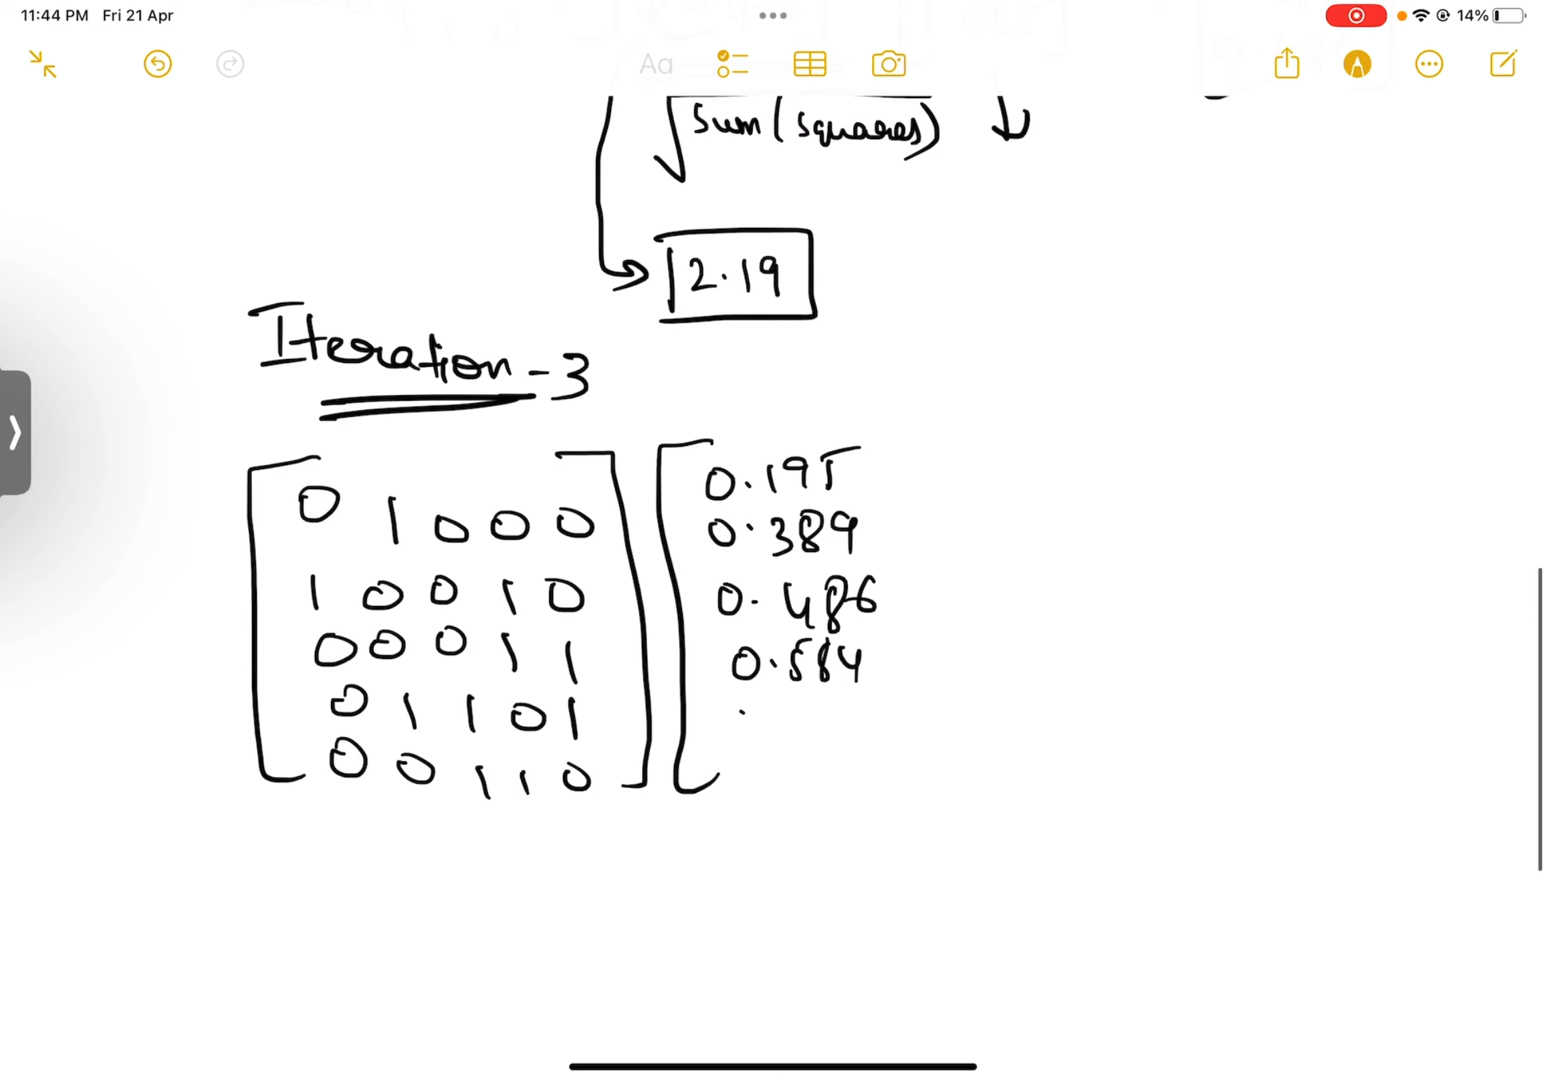 11:44 PM Fri 21 Apr
14%
Aa
√sum(squares) ↓
2.19
Iteration-3
0 1 0 0 0
1 0 0 1 0
0 0 0 1 1
0 1 1 0 1
0 0 1 1 0
0.195
0.389
0.486
0.584
.